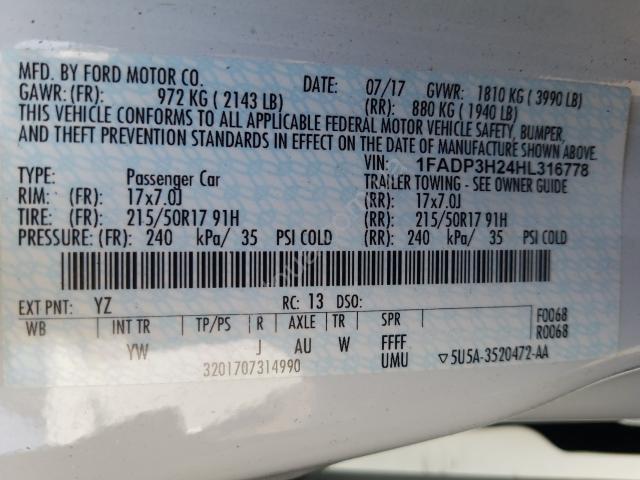 MFD. BY FORD MOTOR CO. DATE: 07/17 GVWR: 1810 KG ( 3990 LB)
GAWR: (FR): 972 KG ( 2143 LB) (RR): 880 KG ( 1940 LB)
THIS VEHICLE CONFORMS TO ALL APPLICABLE FEDERAL MOTOR VEHICLE SAFETY, BUMPER,
AND THEFT PREVENTION STANDARDS IN EFFECT ON THE DATE OF MANUFACTURE SHOWN ABOVE.
VIN: 1FADP3H24HL316778
TYPE: Passenger Car TRAILER TOWING - SEE OWNER GUIDE
RIM: (FR): 17x7.0J (RR): 17x7.0J
TIRE: (FR): 215/50R17 91H (RR): 215/50R17 91H
PRESSURE: (FR): 240 kPa/ 35 PSI COLD (RR): 240 kPa/ 35 PSI COLD
EXT PNT: YZ RC: 13 DSO:
WB INT TR TP/PS R AXLE TR SPR F0068
YW J AU W FFFF R0068
3201707314990 UMU 5U5A-3520472-AA